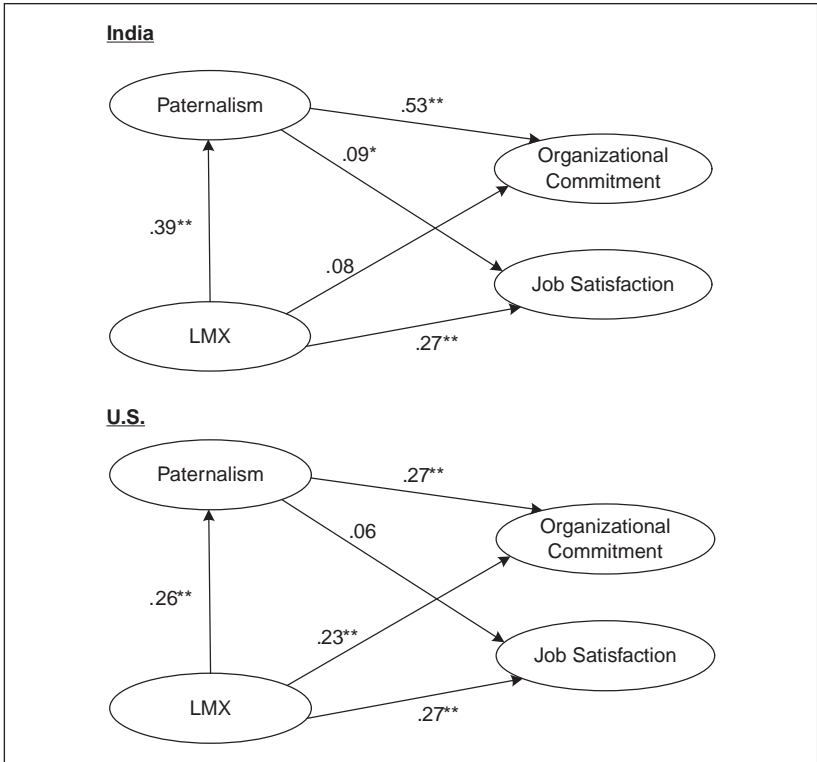 India
Paternalism
.53**
.09*
Organizational
Commitment
.39**
.08
Job Satisfaction
LMX
.27**
U.S.
Paternalism
.27**
.06
Organizational
Commitment
.26**
.23**
Job Satisfaction
LMX
.27**